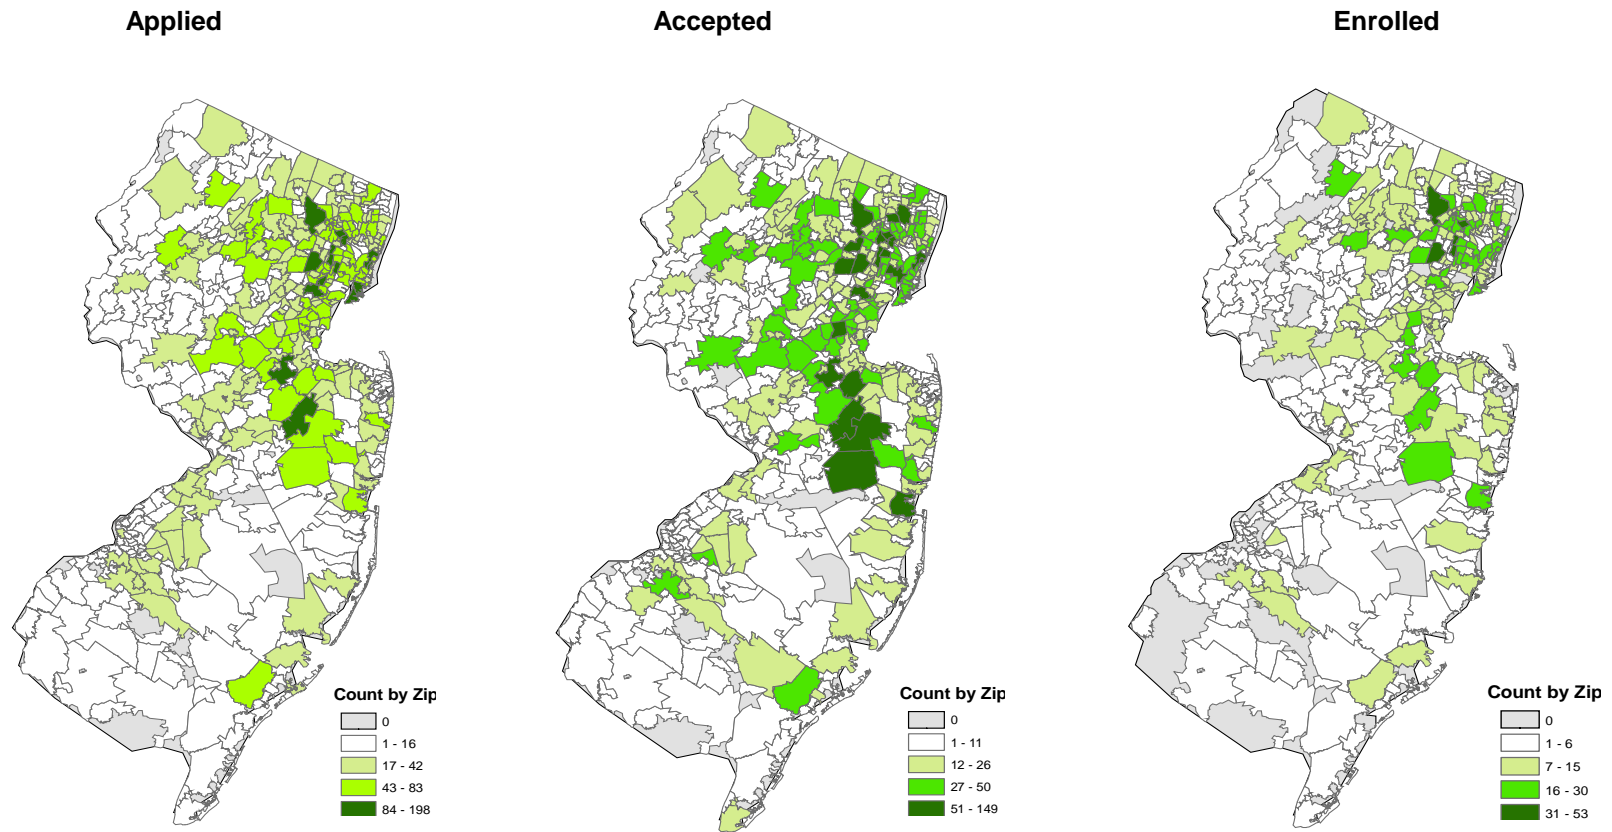 Applied
Accepted
Enrolled
Count by Zip
0
1 - 16
17 - 42
43 - 83
84 - 198
Count by Zip
0
1 - 11
12 - 26
27 - 50
51 - 149
Count by Zip
0
1 - 6
7 - 15
16 - 30
31 - 53